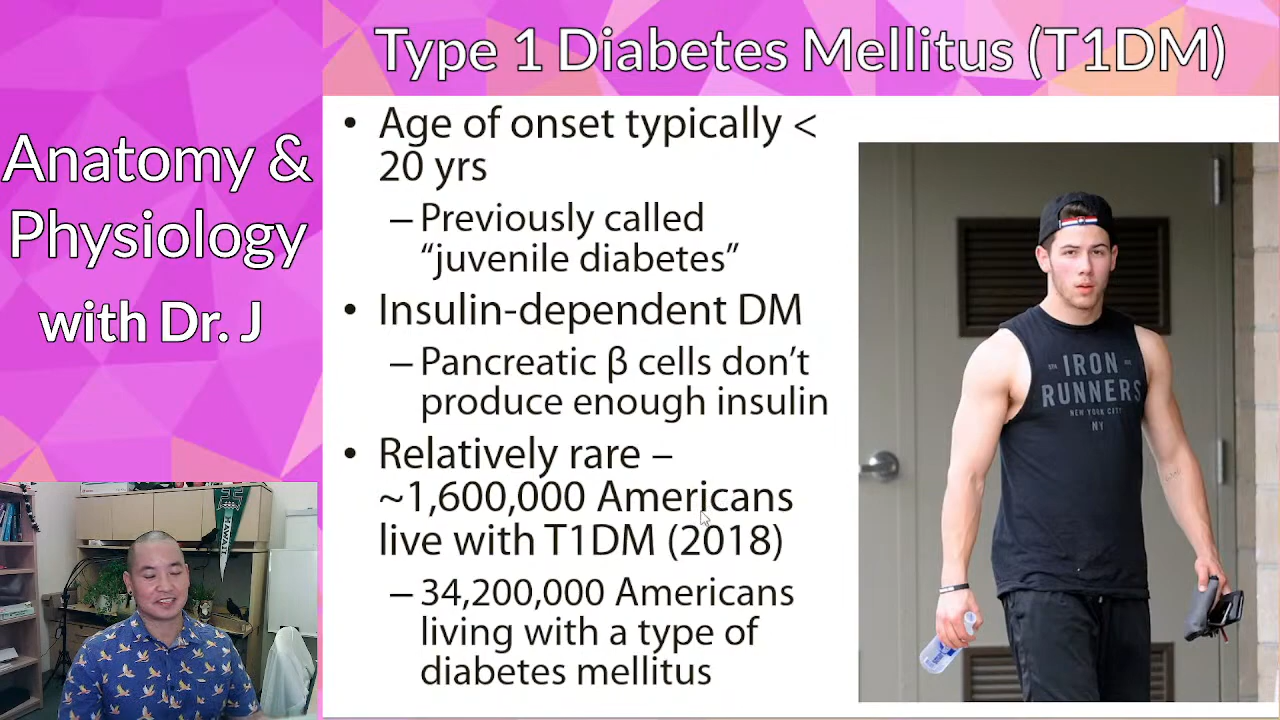 Type 1 Diabetes Mellitus (T1DM)
Anatomy &
Physiology
with Dr. J
• Age of onset typically <
20 yrs
– Previously called
“juvenile diabetes”
• Insulin-dependent DM
– Pancreatic β cells don’t
produce enough insulin
• Relatively rare –
~1,600,000 Americans
live with T1DM (2018)
– 34,200,000 Americans
living with a type of
diabetes mellitus
IRON
RUNNERS
NEW YORK CITY
NY
HAWAII